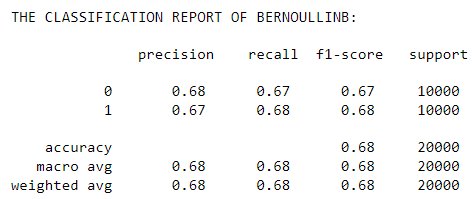 THE CLASSIFICATION REPORT OF BERNOULLINB:
precision recall f1-score support
0 0.68 0.67 0.67 10000
1 0.67 0.68 0.68 10000
accuracy 0.68 20000
macro avg 0.68 0.68 0.68 20000
weighted avg 0.68 0.68 0.68 20000